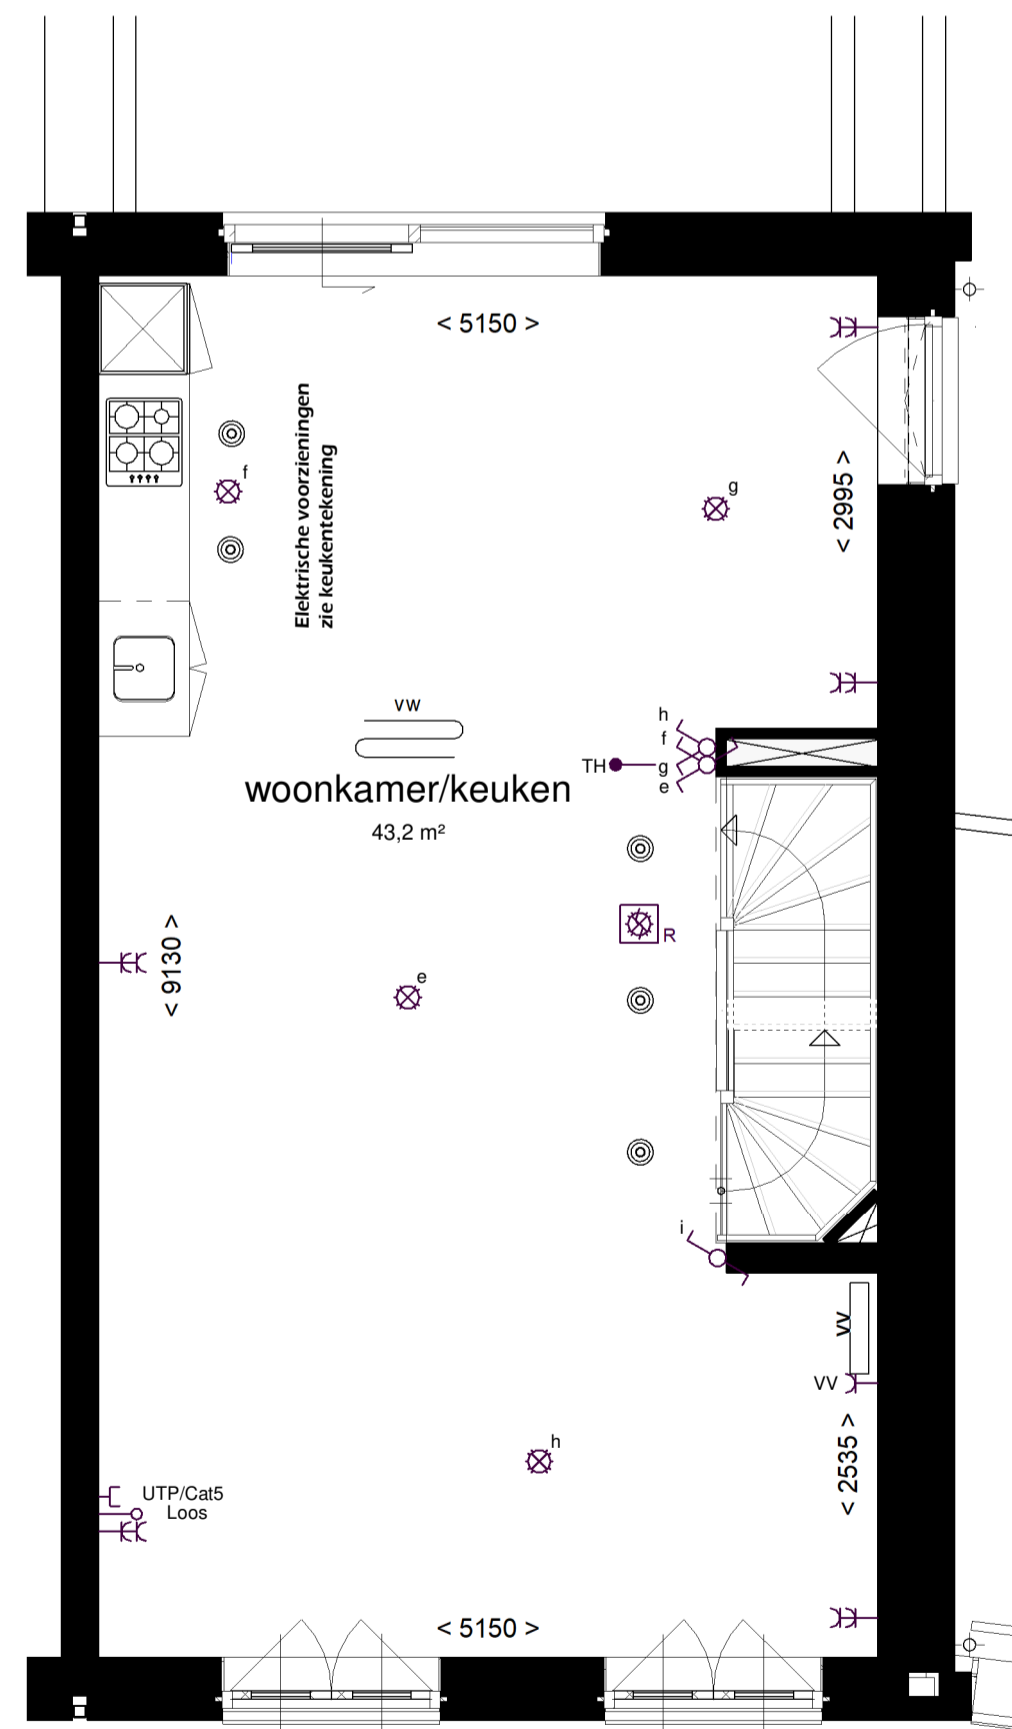 < 5150 >
Elektrische voorzieningen
zie keukentekening
f
g
< 2995 >
vw
h
f
TH
g
e
woonkamer/keuken
43,2 m²
R
< 9130 >
e
i
VV
VV
< 2535 >
h
UTP/Cat5
Loos
< 5150 >